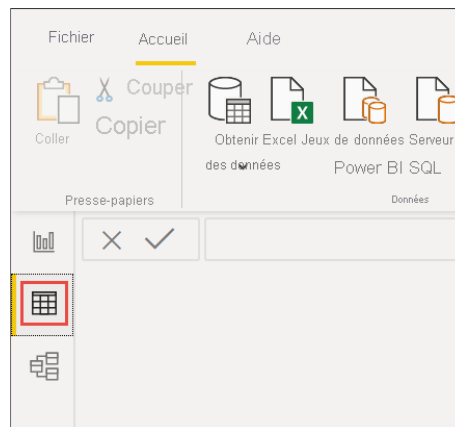 Fichier Accueil Aide
Couper
Copier
Coller
Obtenir Excel Jeux de données Serveur
des données Power BI SQL
Presse-papiers Données